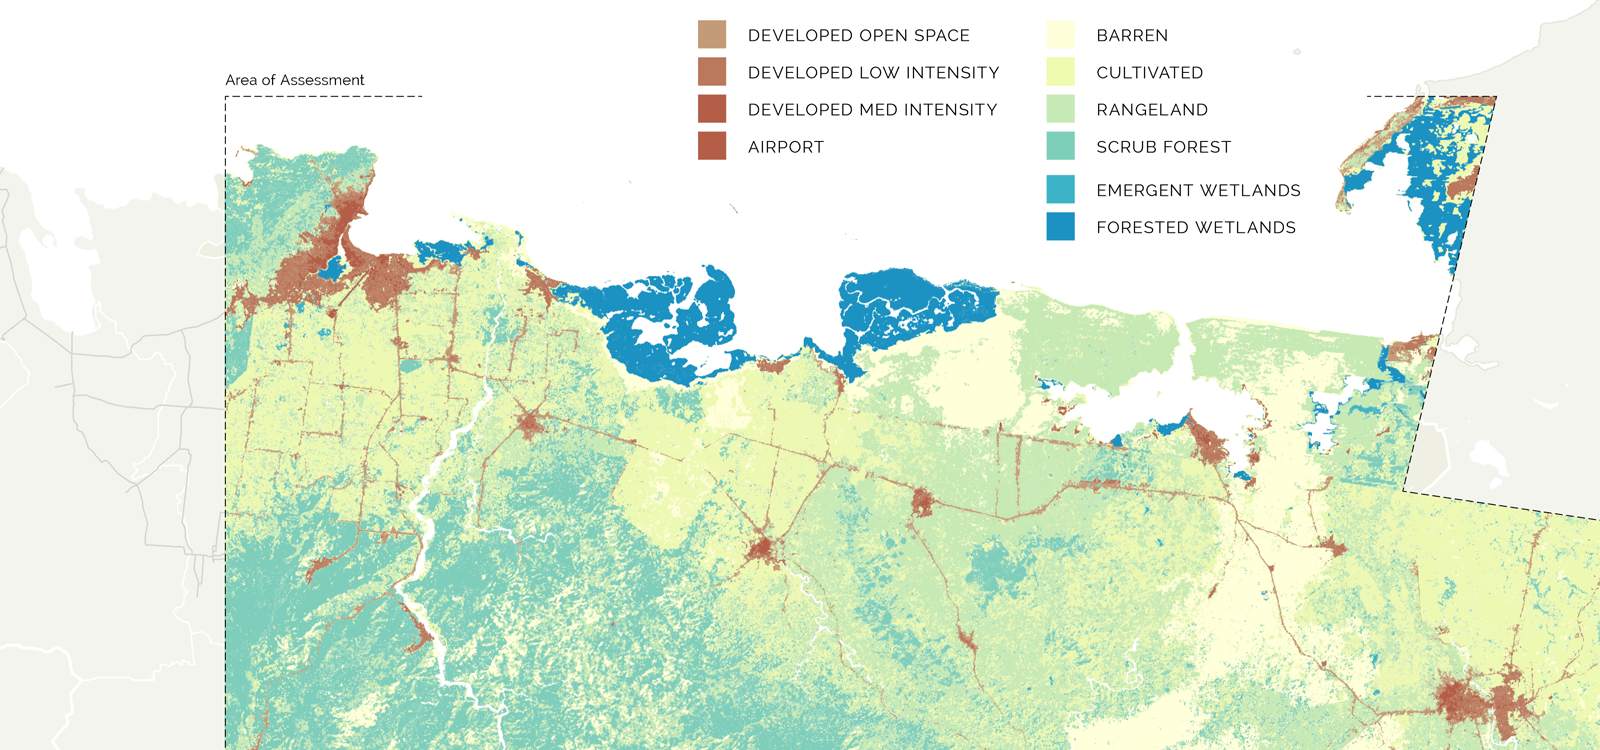 Area of Assessment
DEVELOPED OPEN SPACE
DEVELOPED LOW INTENSITY
DEVELOPED MED INTENSITY
AIRPORT
BARREN
CULTIVATED
RANGELAND
SCRUB FOREST
EMERGENT WETLANDS
FORESTED WETLANDS